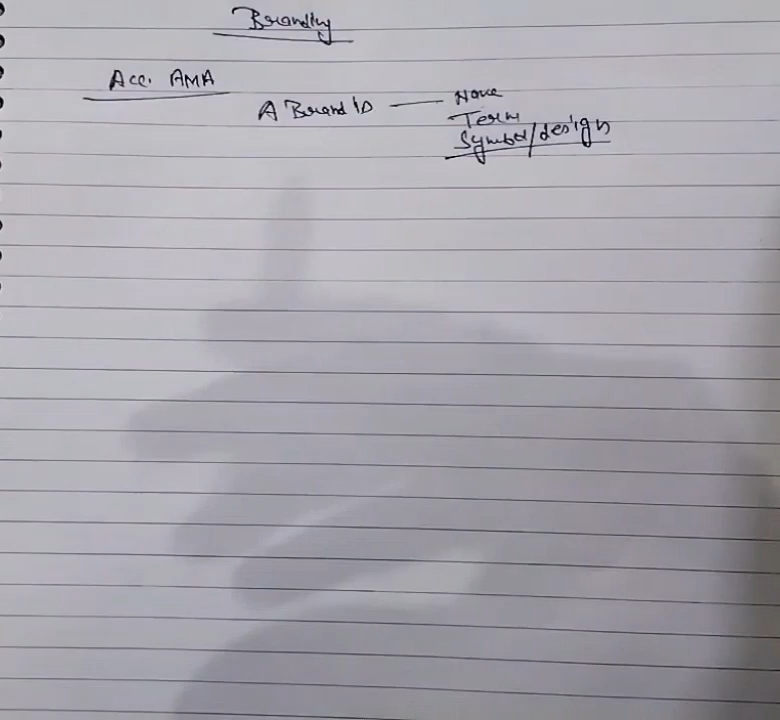 Branding
Acc. AMA
A Brand is — Name
Term
Symbol/design